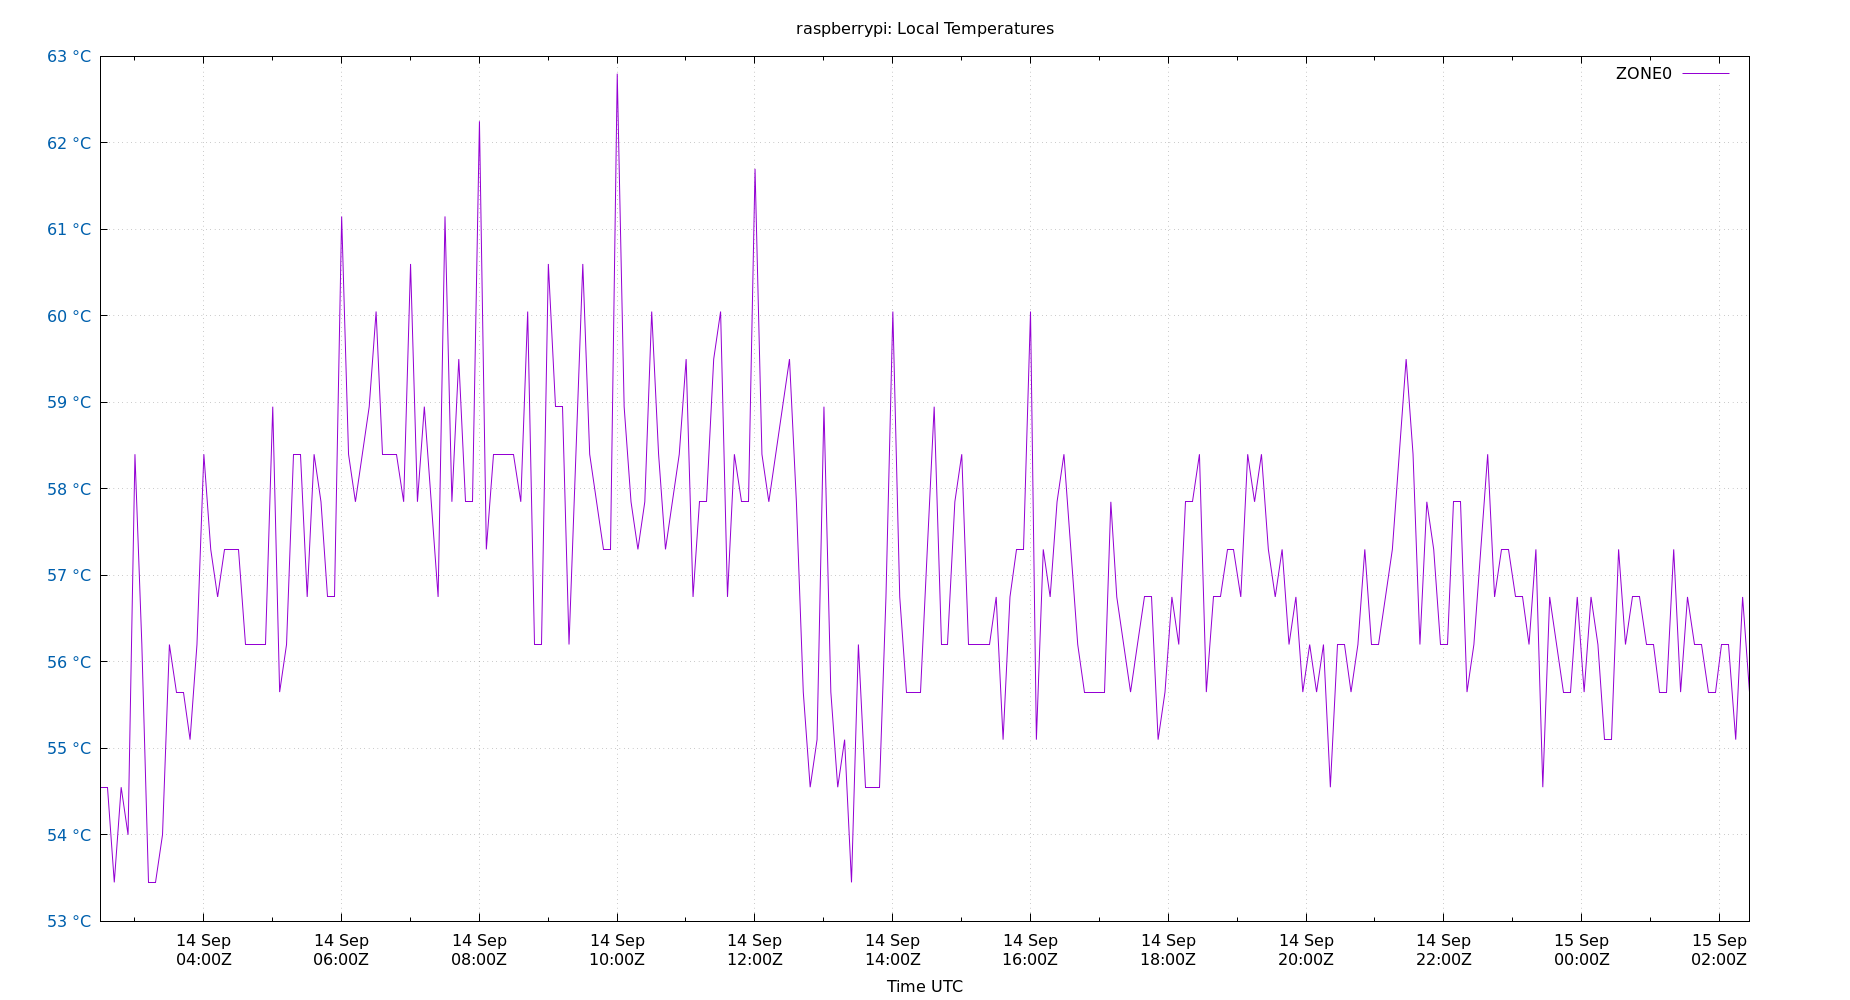 raspberrypi: Local Temperatures
63 °C
ZONE0
62 °C
61 °C
60 °C
59 °C
58 °C
57 °C
56 °C
55 °C
54 °C
53 °C
14 Sep 14 Sep 14 Sep 14 Sep 14 Sep 14 Sep 14 Sep 14 Sep 14 Sep 14 Sep 15 Sep 15 Sep
04:00Z 06:00Z 08:00Z 10:00Z 12:00Z 14:00Z 16:00Z 18:00Z 20:00Z 22:00Z 00:00Z 02:00Z
Time UTC